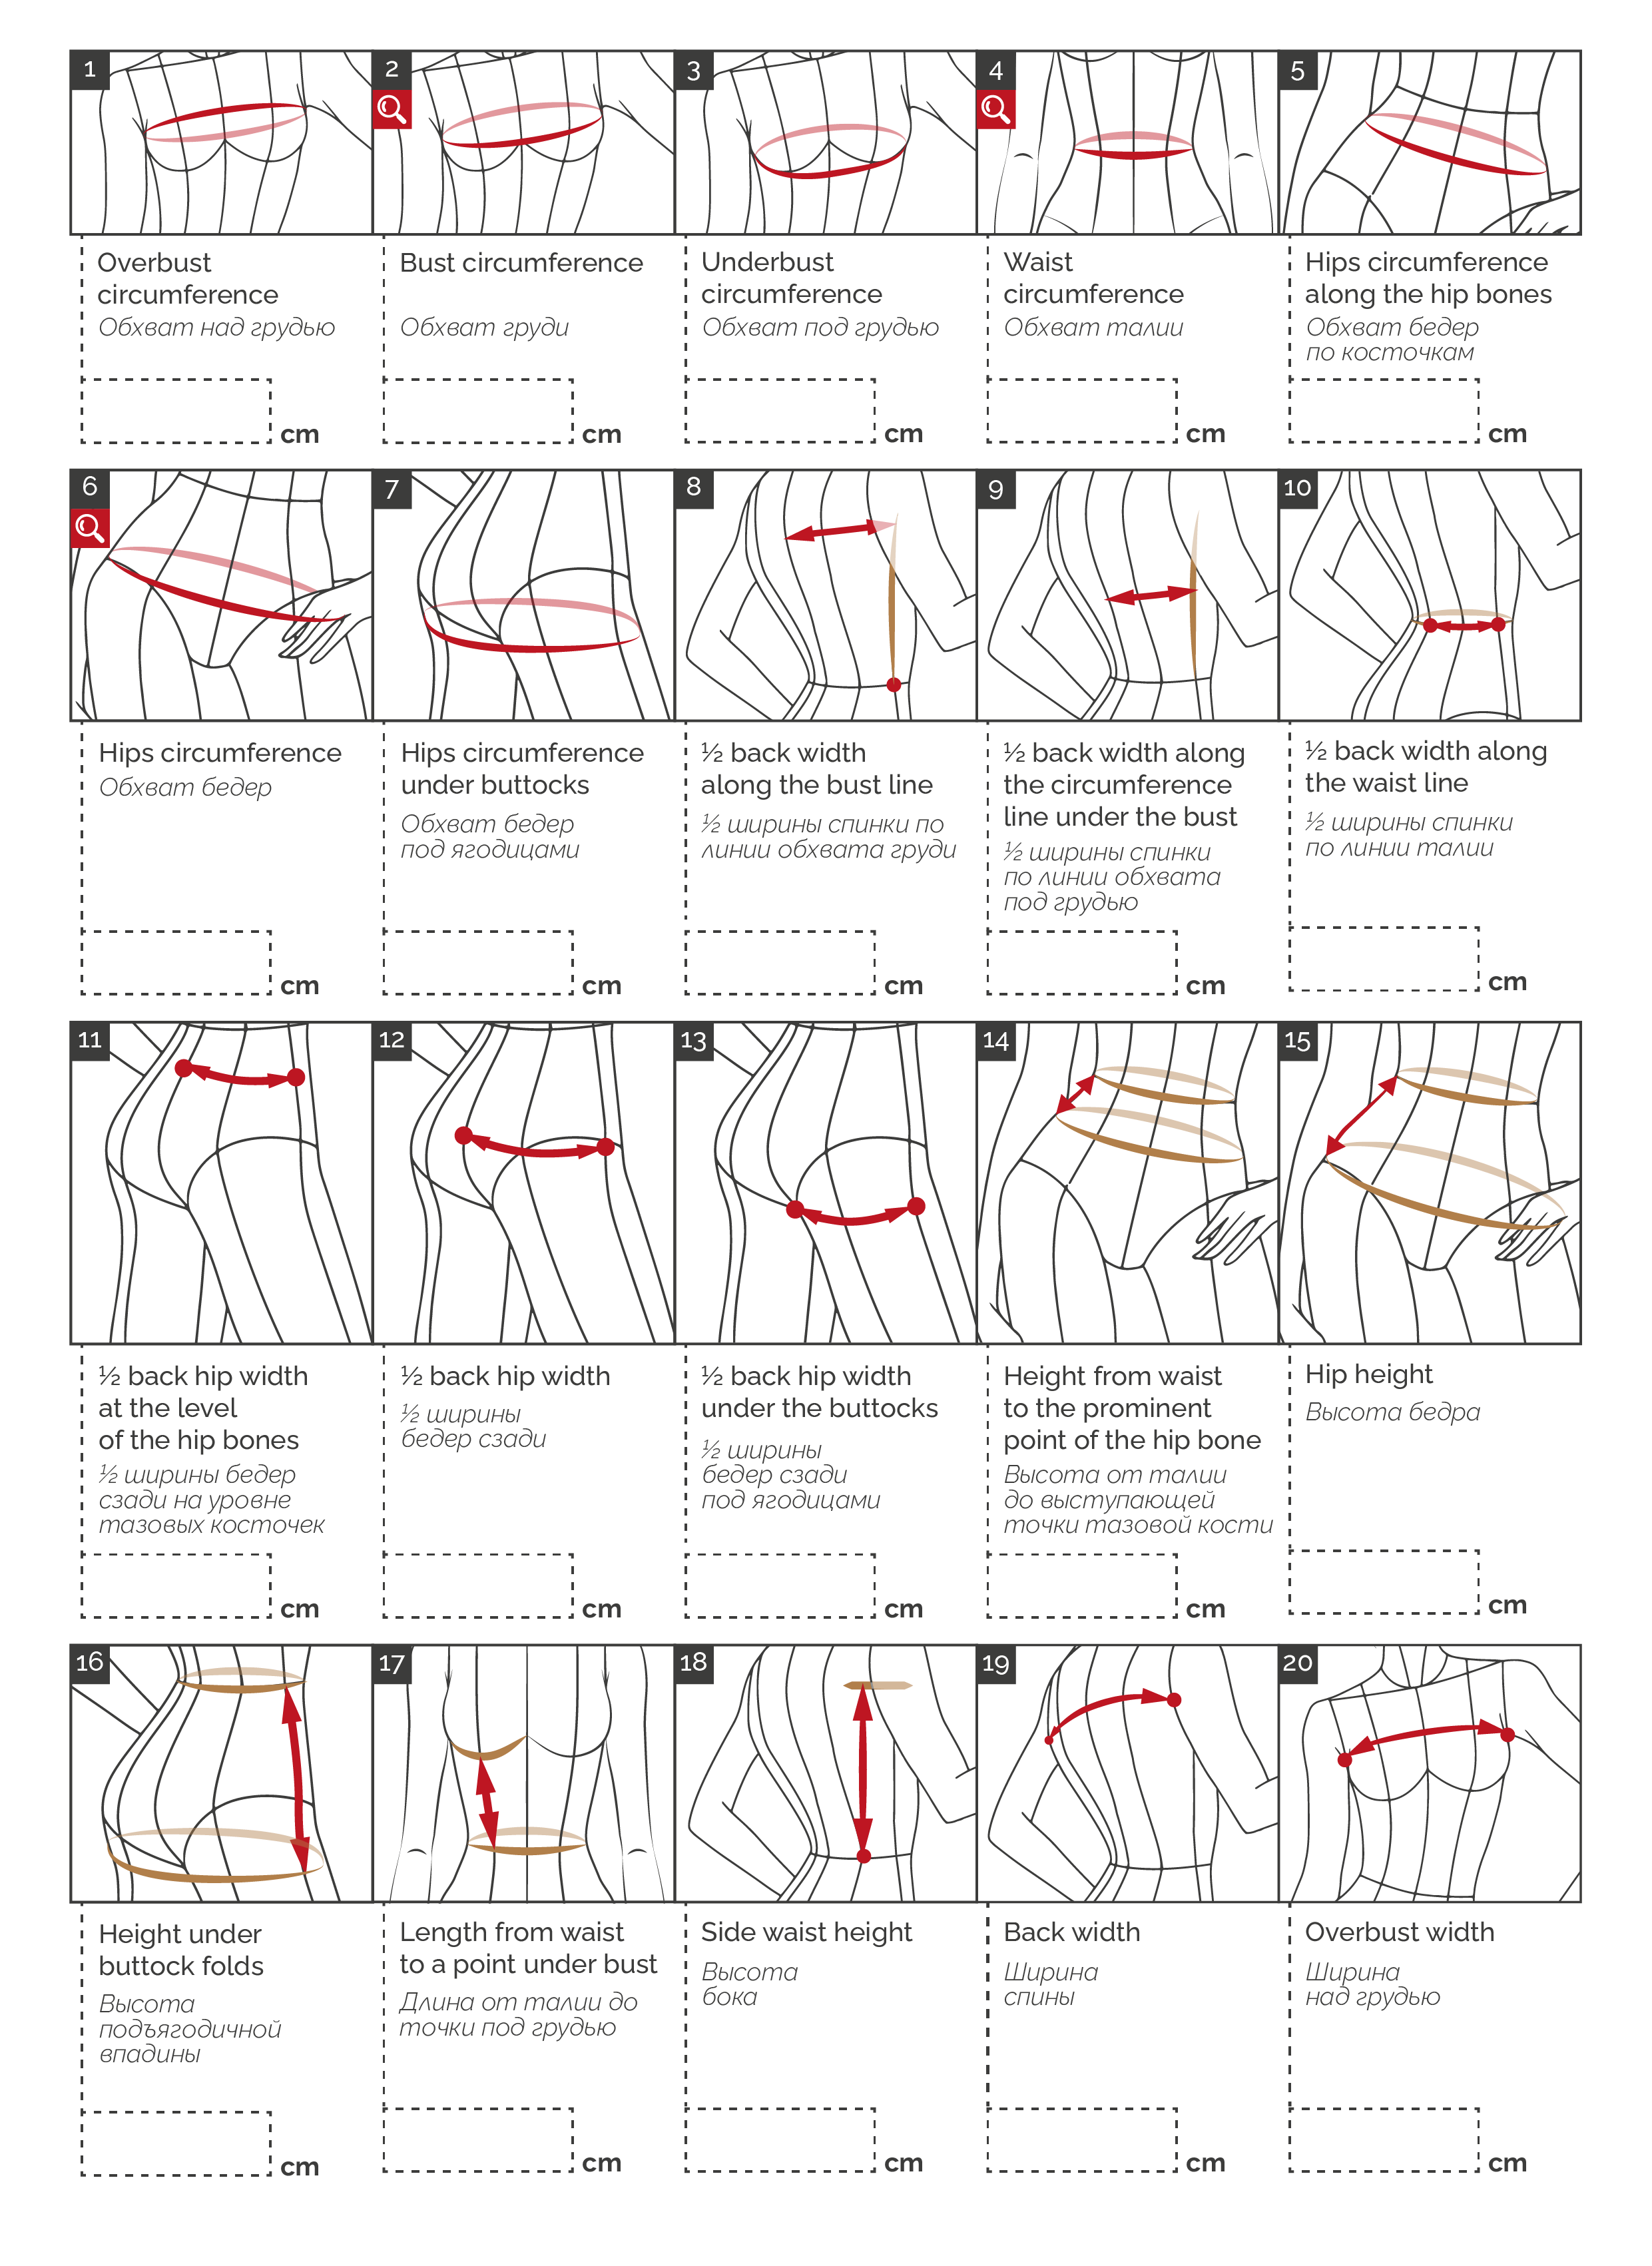 1
2
3
4
5
Overbust
circumference
Обхват над грудью
cm
Bust circumference
Обхват груди
cm
Underbust
circumference
Обхват под грудью
cm
Waist
circumference
Обхват талии
cm
Hips circumference
along the hip bones
Обхват бедер
по косточкам
cm
6
7
8
9
10
Hips circumference
Обхват бедер
cm
Hips circumference
under buttocks
Обхват бедер
под ягодицами
cm
½ back width
along the bust line
½ ширины спинки по
линии обхвата груди
cm
½ back width along
the circumference
line under the bust
½ ширины спинки
по линии обхвата
под грудью
cm
½ back width along
the waist line
½ ширины спинки
по линии талии
cm
11
12
13
14
15
½ back hip width
at the level
of the hip bones
½ ширины бедер
сзади на уровне
тазовых косточек
cm
½ back hip width
½ ширины
бедер сзади
cm
½ back hip width
under the buttocks
½ ширины
бедер сзади
под ягодицами
cm
Height from waist
to the prominent
point of the hip bone
Высота от талии
до выступающей
точки тазовой кости
cm
Hip height
Высота бедра
cm
16
17
18
19
20
Height under
buttock folds
Высота
подъягодичной
впадины
cm
Length from waist
to a point under bust
Длина от талии до
точки под грудью
cm
Side waist height
Высота
бока
cm
Back width
Ширина
спины
cm
Overbust width
Ширина
над грудью
cm